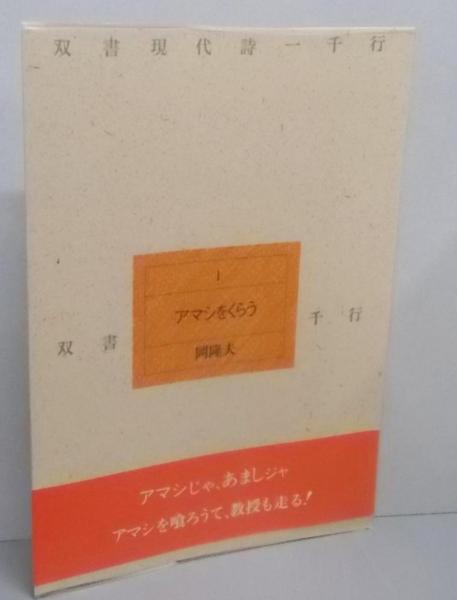 双書現代詩一千行
1
アマシをくらう
岡隆夫
双書 千行
アマシじゃ、あましジャ
アマシを喰ろうて、教授も走る!